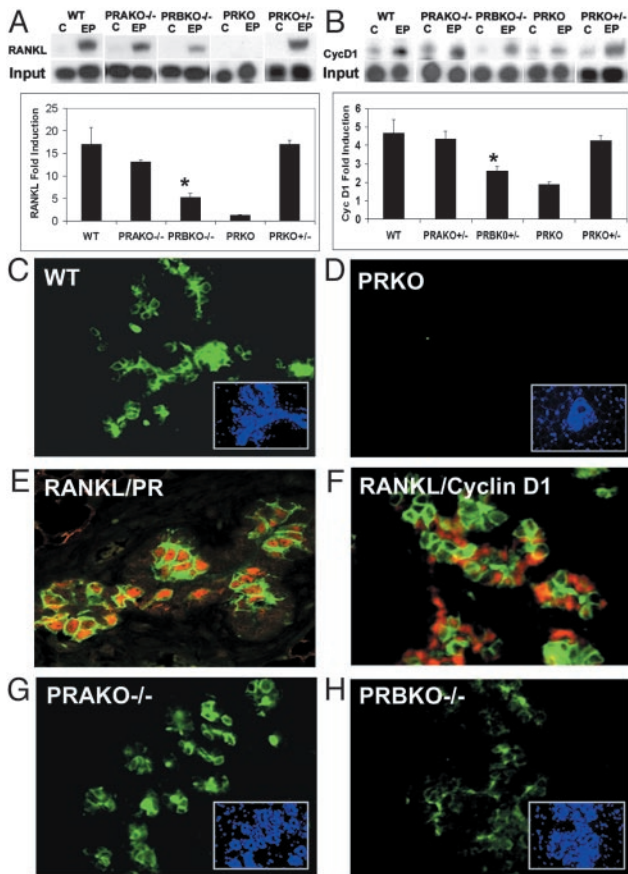 A
WT PRAKO-/- PRBKO-/- PRKO PRKO+/-
C EP C EP C EP C EP C EP
RANKL
Input
20
15
10
5
0
RANKL Fold Induction
WT PRAKO-/- PRBKO-/- PRKO PRKO+/-
*
B
WT PRAKO-/- PRBKO-/- PRKO PRKO+/-
C EP C EP C EP C EP C EP
CycD1
Input
6
5
4
3
2
1
0
Cyc D1 Fold Induction
*
WT PRAKO+/- PRBK0+/- PRKO PRKO+/-
C WT
D PRKO
E RANKL/PR
F RANKL/Cyclin D1
G PRAKO-/-
H PRBKO-/-